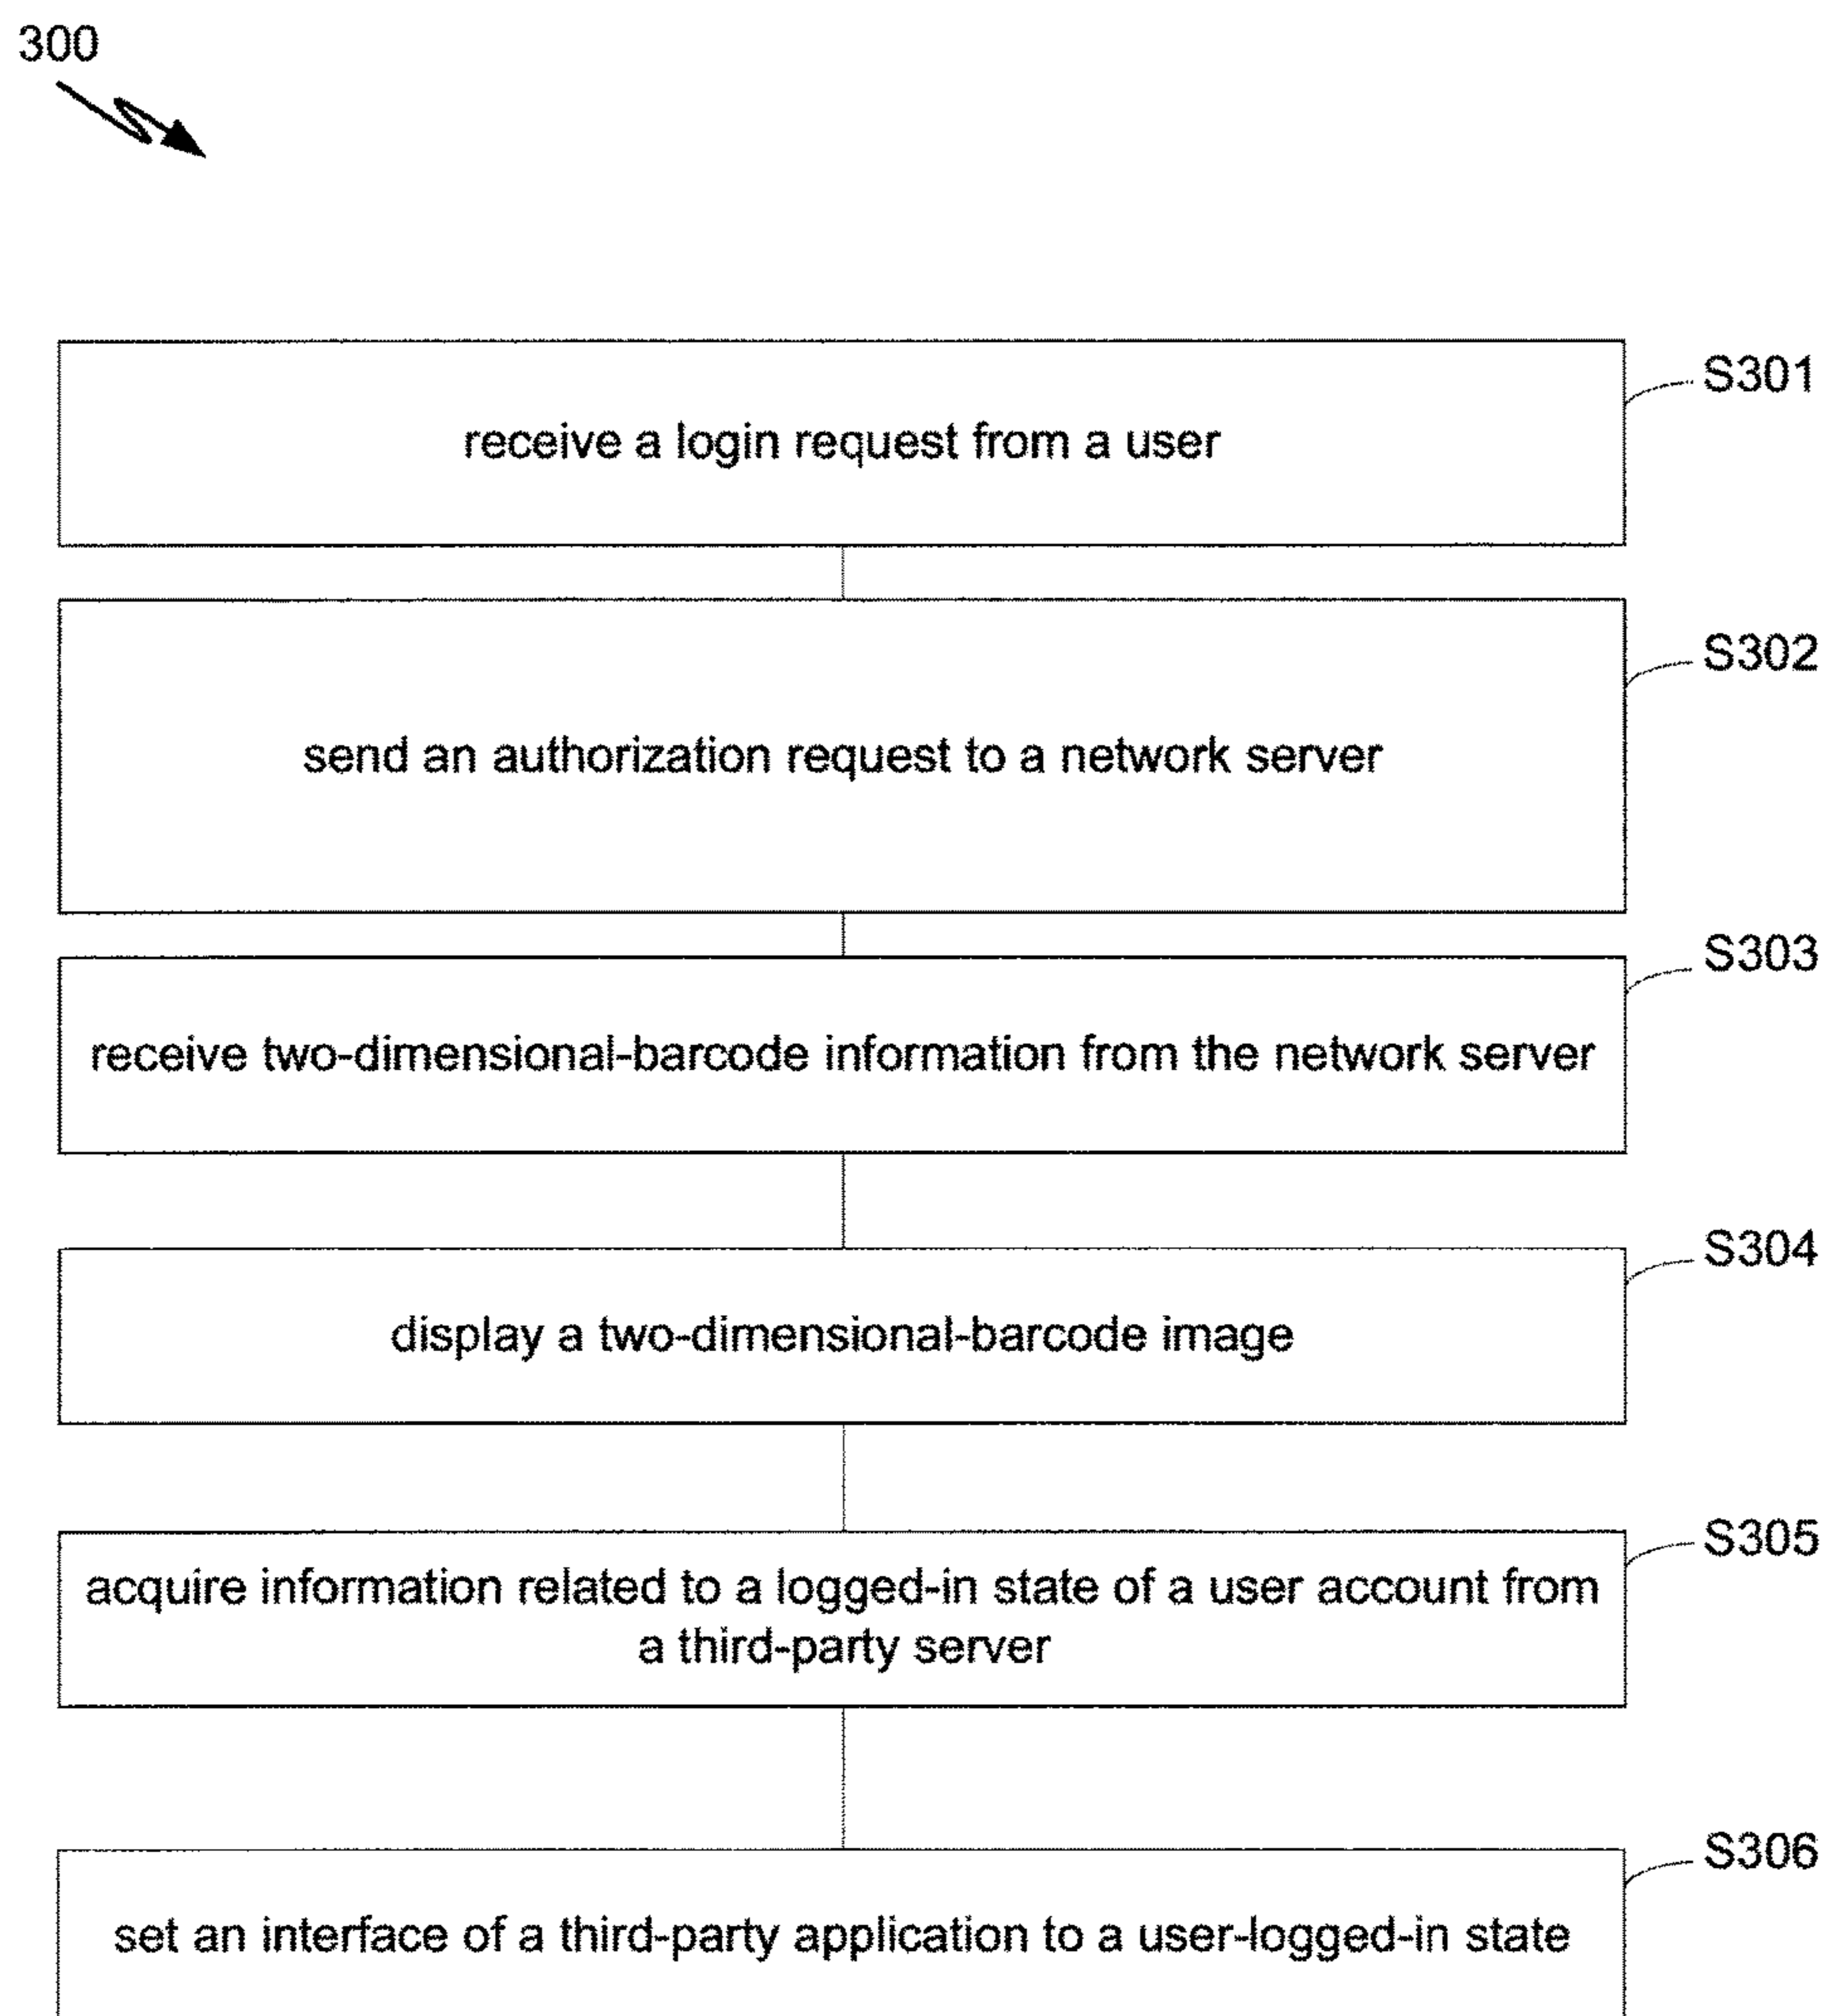 300
S301
receive a login request from a user
S302
send an authorization request to a network server
S303
receive two-dimensional-barcode information from the network server
S304
display a two-dimensional-barcode image
S305
acquire information related to a logged-in state of a user account from
a third-party server
S306
set an interface of a third-party application to a user-logged-in state